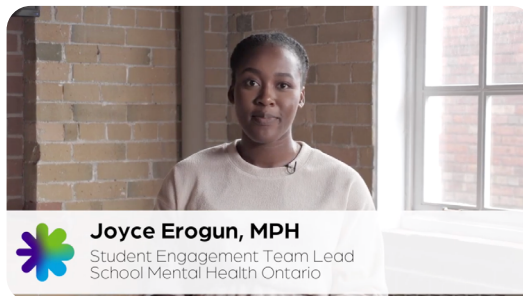 Joyce Erogun, MPH
Student Engagement Team Lead
School Mental Health Ontario